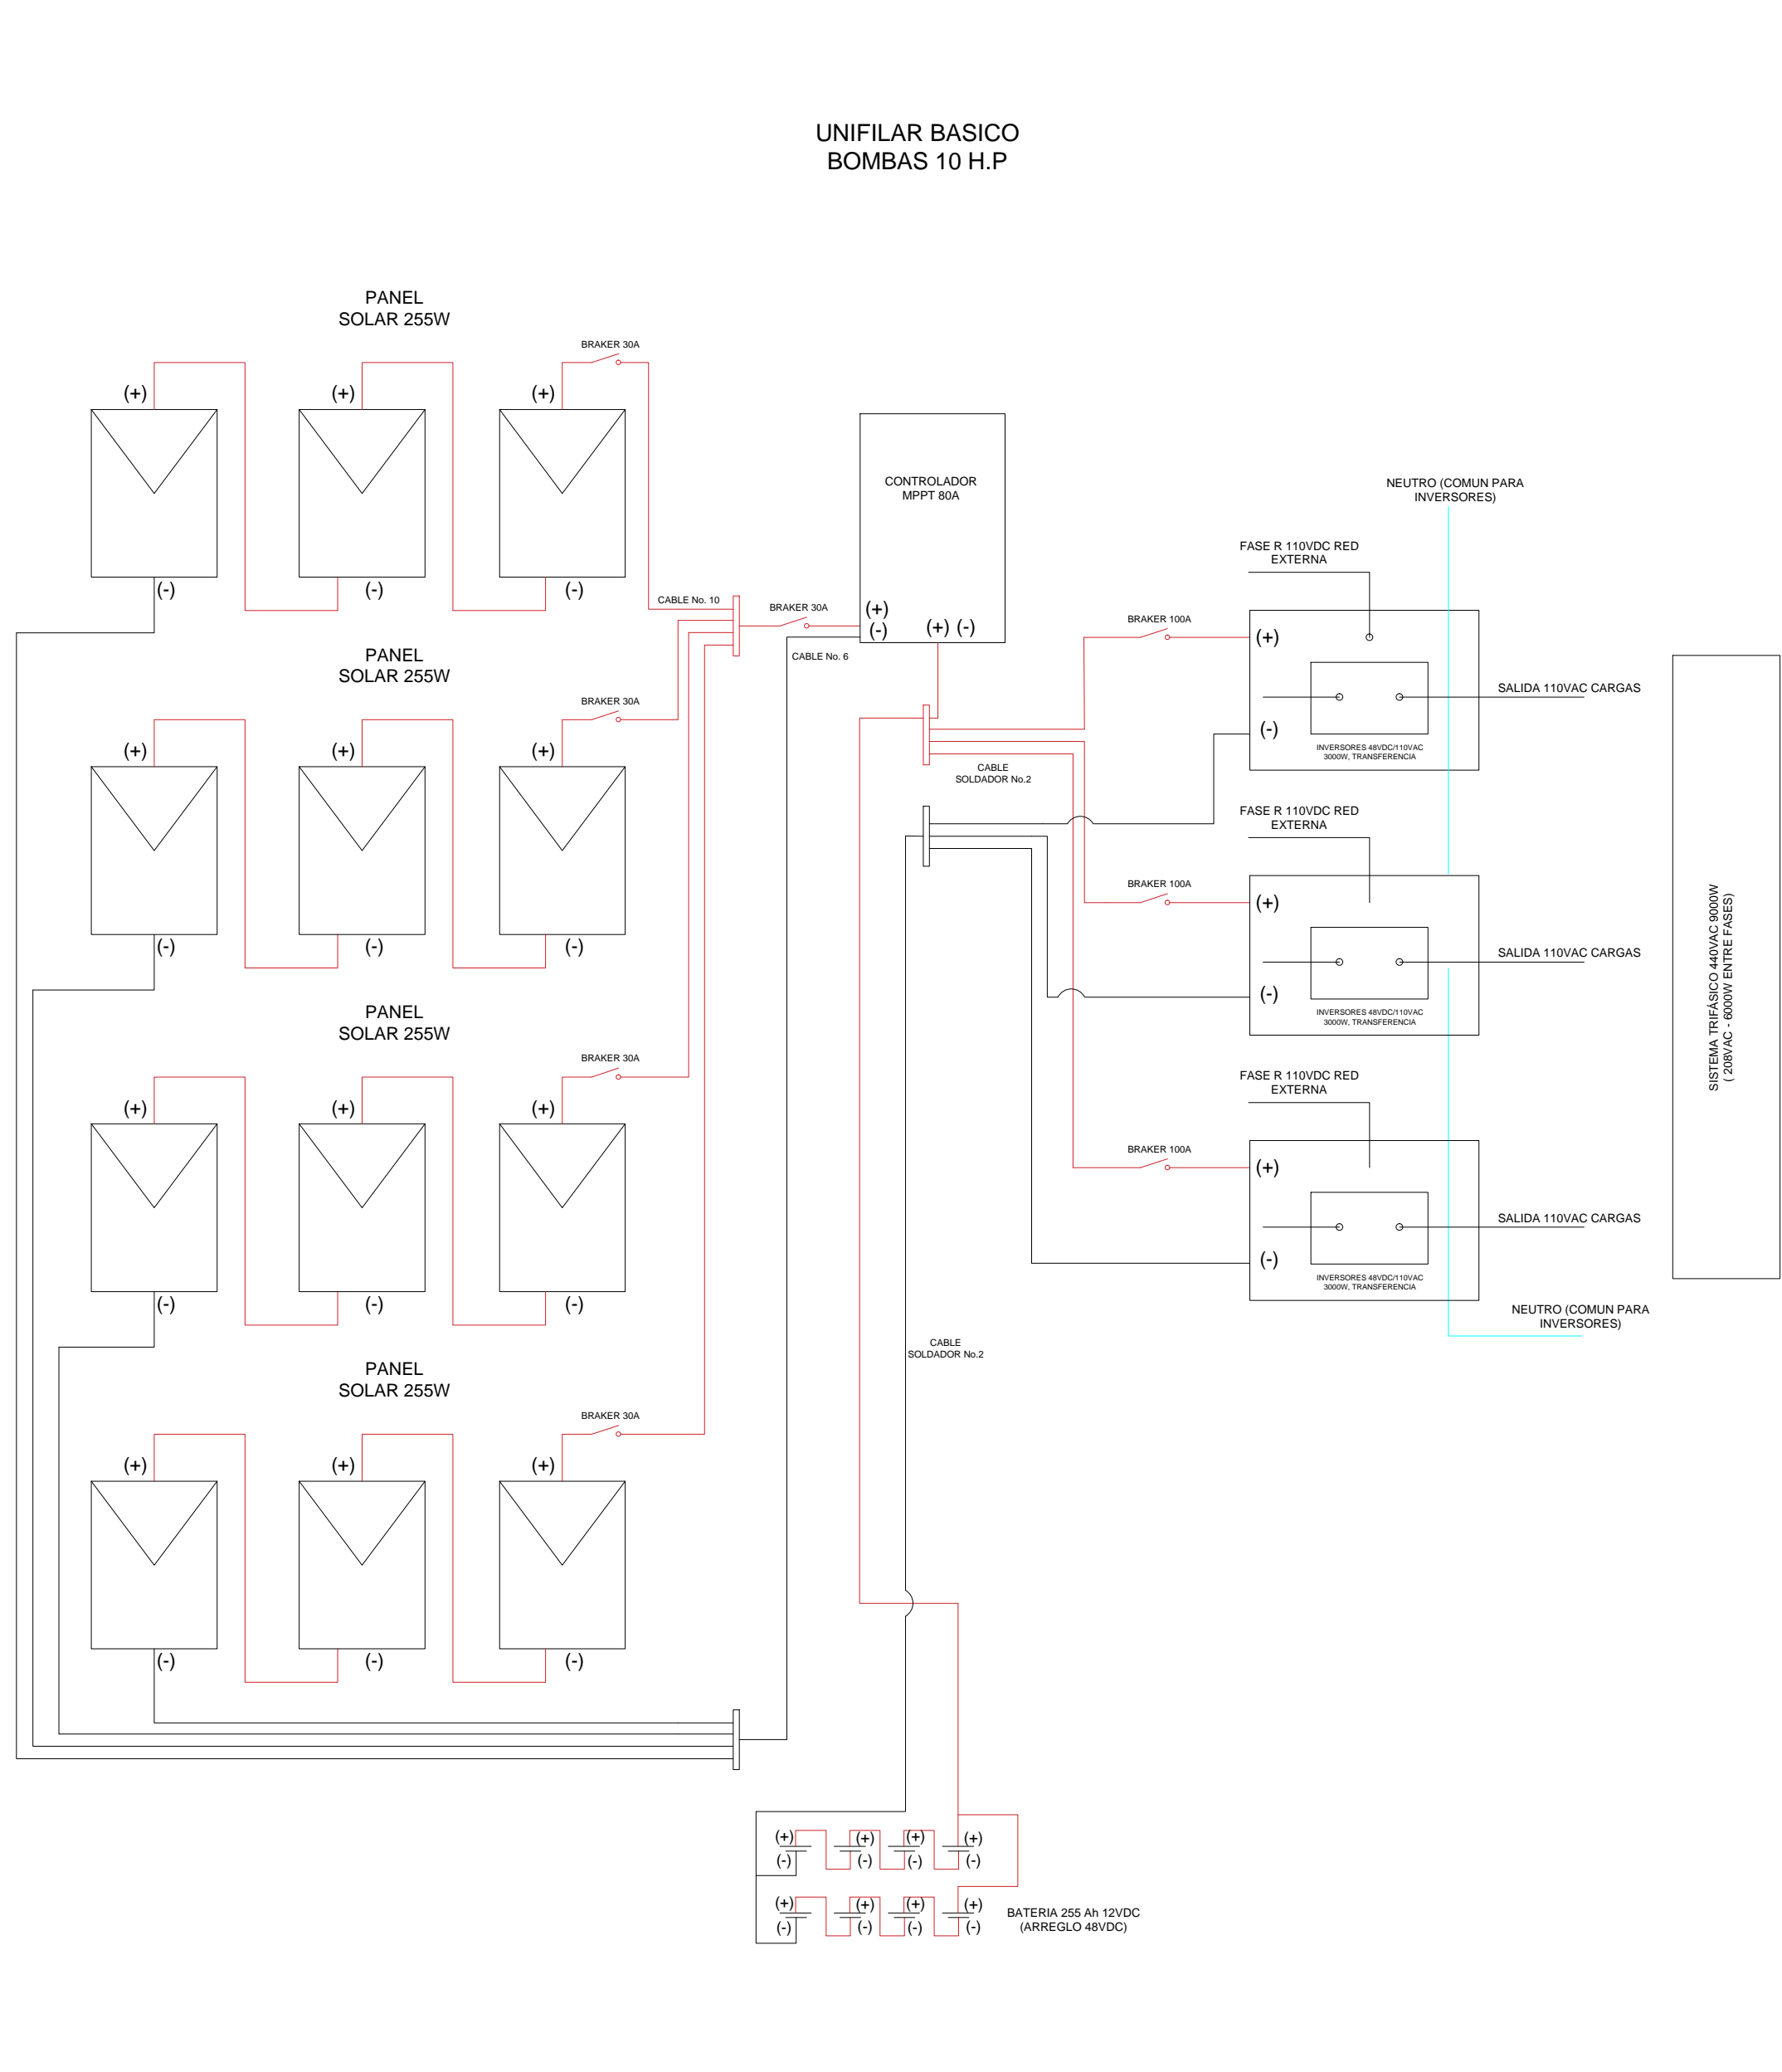 UNIFILAR BASICO
BOMBAS 10 H.P
PANEL
SOLAR 255W
BRAKER 30A
(+)
(+)
(+)
(-)
(-)
(-)
PANEL
SOLAR 255W
BRAKER 30A
(+)
(+)
(+)
(-)
(-)
(-)
PANEL
SOLAR 255W
BRAKER 30A
(+)
(+)
(+)
(-)
(-)
(-)
PANEL
SOLAR 255W
BRAKER 30A
(+)
(+)
(+)
(-)
(-)
(-)
CABLE No. 10
BRAKER 30A
CABLE No. 6
CONTROLADOR
MPPT 80A
(+)
(-)
(+) (-)
CABLE
SOLDADOR No.2
CABLE
SOLDADOR No.2
NEUTRO (COMUN PARA
INVERSORES)
FASE R 110VDC RED
EXTERNA
BRAKER 100A
(+)
(-)
SALIDA 110VAC CARGAS
INVERSORES 48VDC/110VAC
3000W, TRANSFERENCIA
FASE R 110VDC RED
EXTERNA
BRAKER 100A
(+)
(-)
SALIDA 110VAC CARGAS
INVERSORES 48VDC/110VAC
3000W, TRANSFERENCIA
FASE R 110VDC RED
EXTERNA
BRAKER 100A
(+)
(-)
SALIDA 110VAC CARGAS
INVERSORES 48VDC/110VAC
3000W, TRANSFERENCIA
NEUTRO (COMUN PARA
INVERSORES)
SISTEMA TRIFÁSICO 440VAC 9000W
( 208VAC - 6000W ENTRE FASES)
(+)
(+)
(+)
(+)
(-)
(-)
(-)
(-)
(+)
(+)
(+)
(+)
(-)
(-)
(-)
(-)
BATERIA 255 Ah 12VDC
(ARREGLO 48VDC)